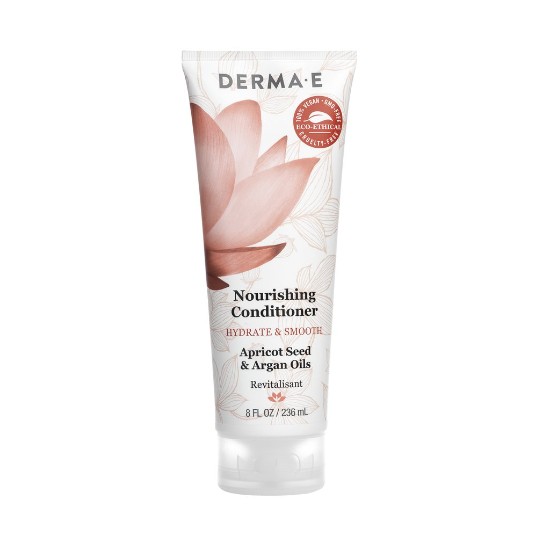 DERMA·E
100% VEGAN · GMO-FREE
ECO-ETHICAL
CRUELTY-FREE
Nourishing
Conditioner
HYDRATE & SMOOTH
Apricot Seed
& Argan Oils
Revitalisant
8 FL OZ / 236 mL